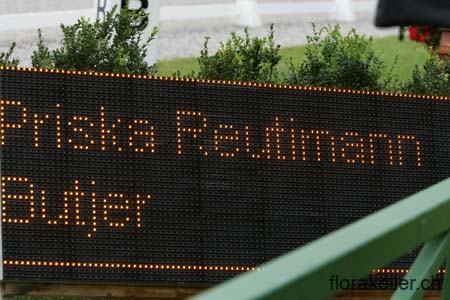 Priska Reutimann
Butjer
florakeller.ch